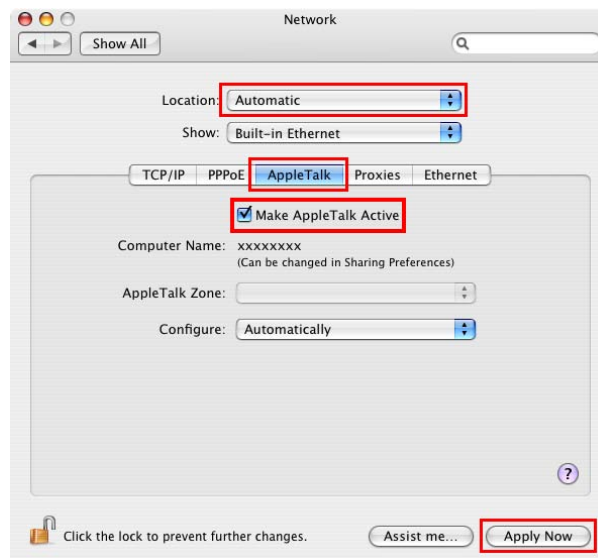 Network
Show All
Location: Automatic
Show: Built-in Ethernet
TCP/IP PPPoE AppleTalk Proxies Ethernet
Make AppleTalk Active
Computer Name: xxxxxxxx
(Can be changed in Sharing Preferences)
AppleTalk Zone:
Configure: Automatically
?
Click the lock to prevent further changes. Assist me... Apply Now